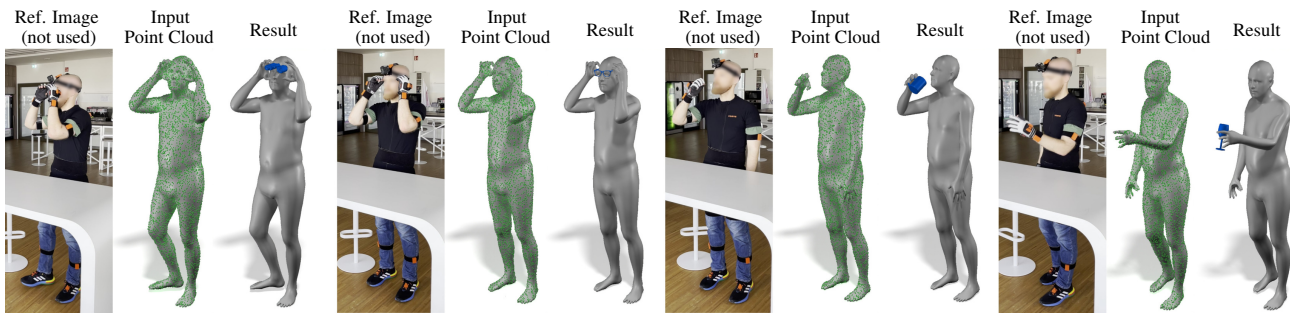 Ref. Image
(not used)
Input
Point Cloud
Result
Ref. Image
(not used)
Input
Point Cloud
Result
Ref. Image
(not used)
Input
Point Cloud
Result
Ref. Image
(not used)
Input
Point Cloud
Result